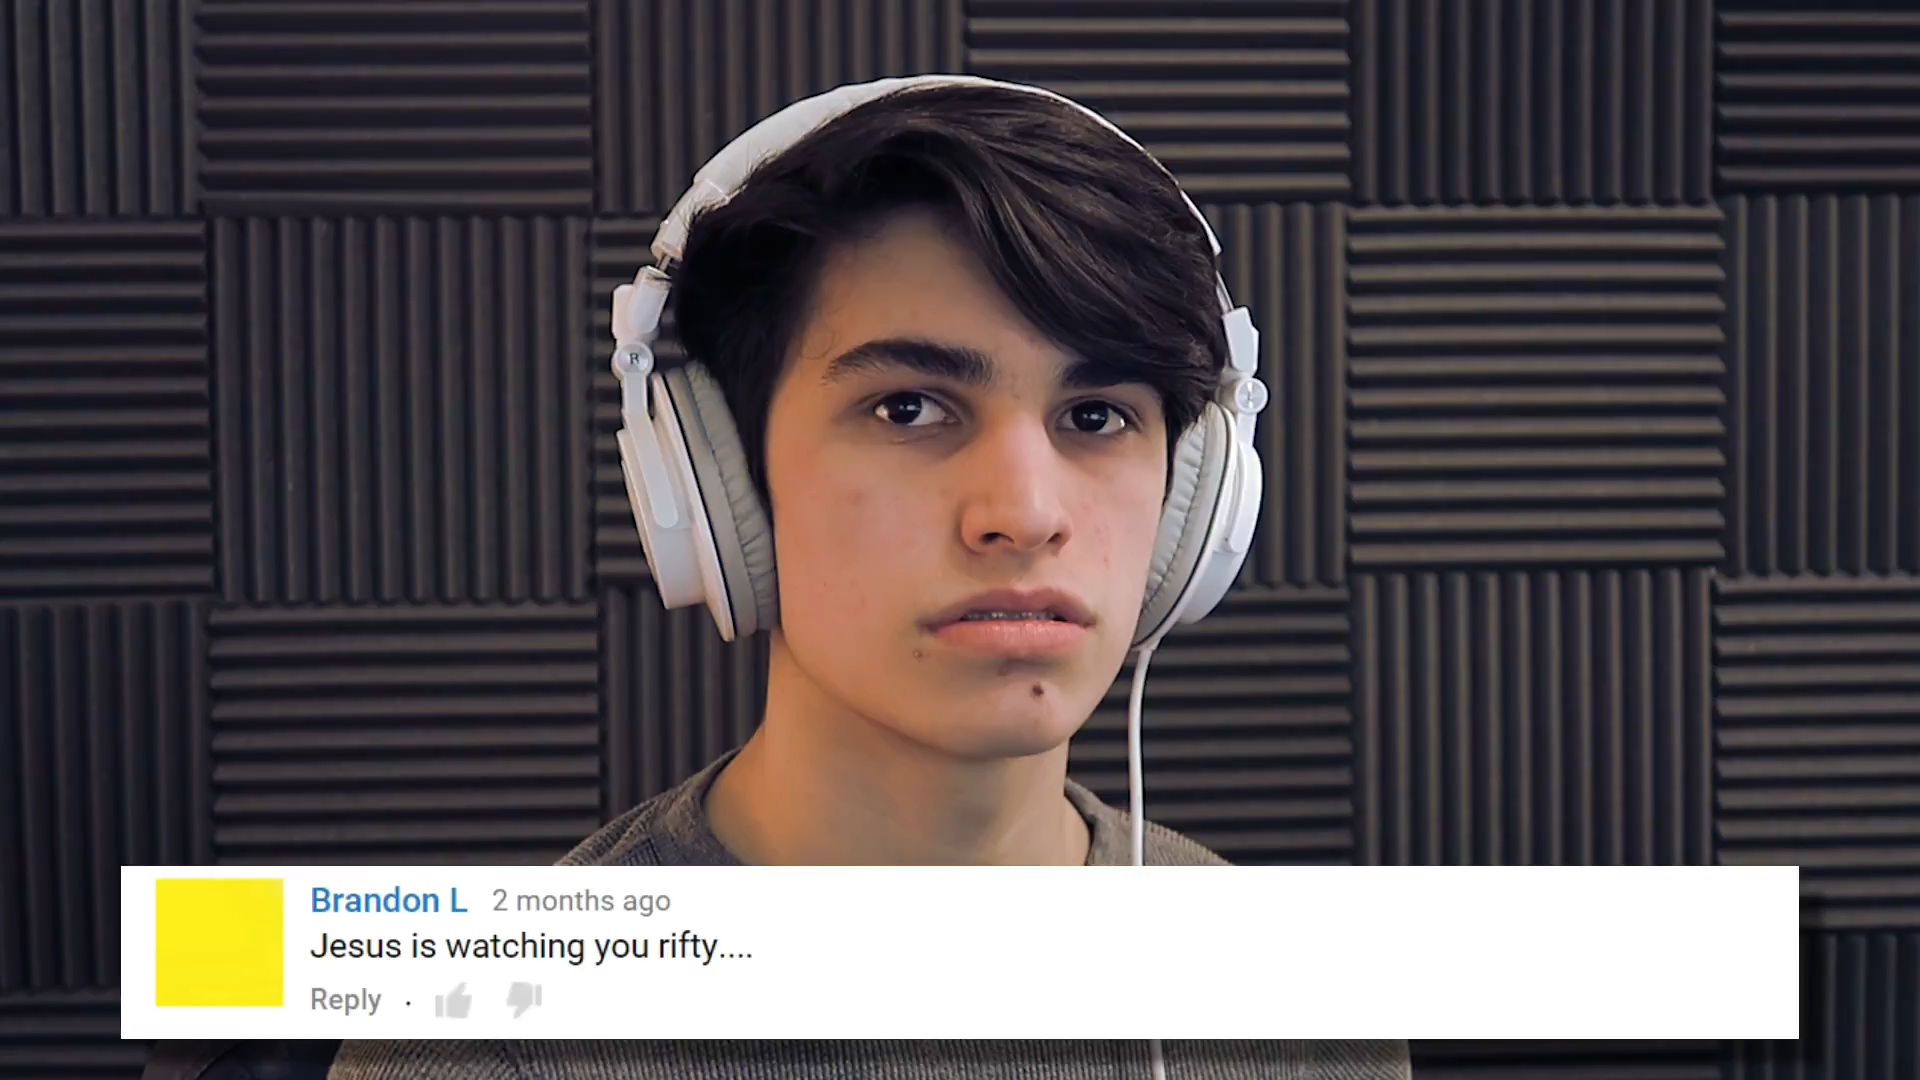 R
Brandon L 2 months ago
Jesus is watching you rifty....
Reply ·